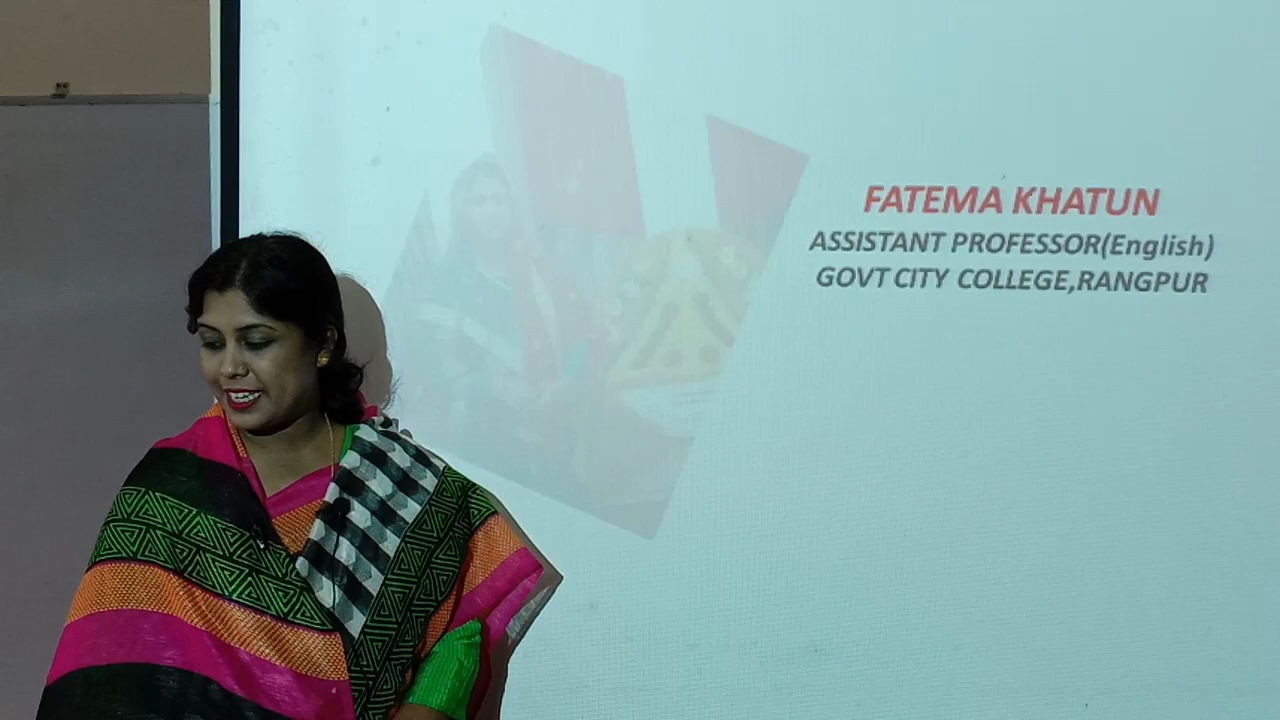 FATEMA KHATUN
ASSISTANT PROFESSOR(English)
GOVT CITY COLLEGE,RANGPUR